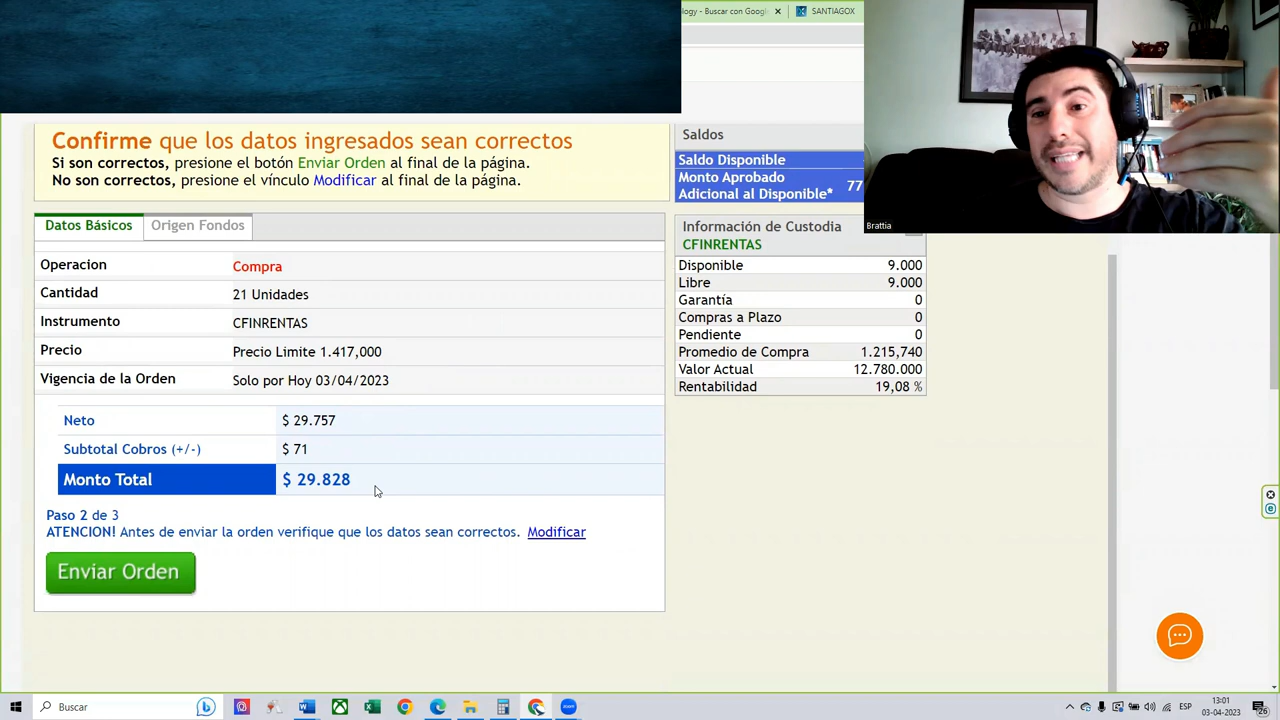 ology - Buscar con Google
SANTIAGOX
Confirme que los datos ingresados sean correctos
Si son correctos, presione el botón Enviar Orden al final de la página.
No son correctos, presione el vínculo Modificar al final de la página.
Saldos
Saldo Disponible
Monto Aprobado
Adicional al Disponible*
77
Brattia
Datos Básicos
Origen Fondos
Operacion Compra
Cantidad 21 Unidades
Instrumento CFINRENTAS
Precio Precio Limite 1.417,000
Vigencia de la Orden Solo por Hoy 03/04/2023
Neto $ 29.757
Subtotal Cobros (+/-) $ 71
Monto Total $ 29.828
Paso 2 de 3
ATENCION! Antes de enviar la orden verifique que los datos sean correctos. Modificar
Enviar Orden
Información de Custodia
CFINRENTAS
Disponible 9.000
Libre 9.000
Garantía 0
Compras a Plazo 0
Pendiente 0
Promedio de Compra 1.215,740
Valor Actual 12.780.000
Rentabilidad 19,08 %
Buscar
ESP
13:01
03-04-2023
26